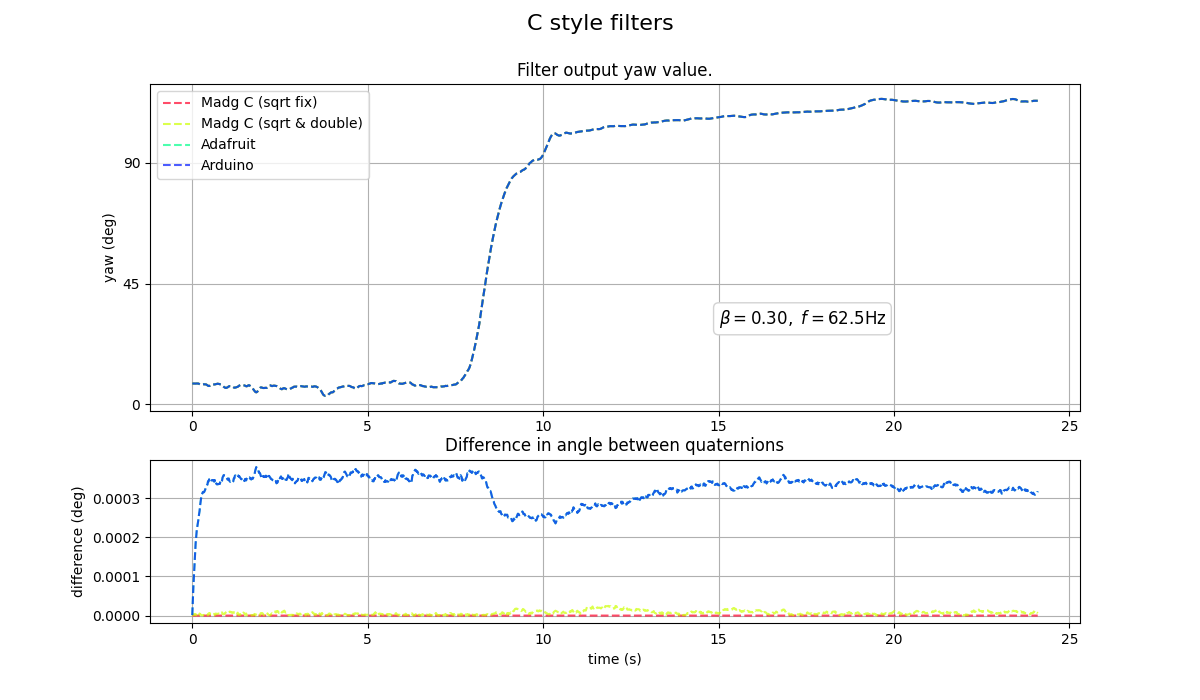 C style filters
Filter output yaw value.
Madg C (sqrt fix)
Madg C (sqrt & double)
Adafruit
Arduino
90
45
0
yaw (deg)
β = 0.30, f = 62.5Hz
0 5 10 15 20 25
Difference in angle between quaternions
0.0003
0.0002
0.0001
0.0000
difference (deg)
0 5 10 15 20 25
time (s)